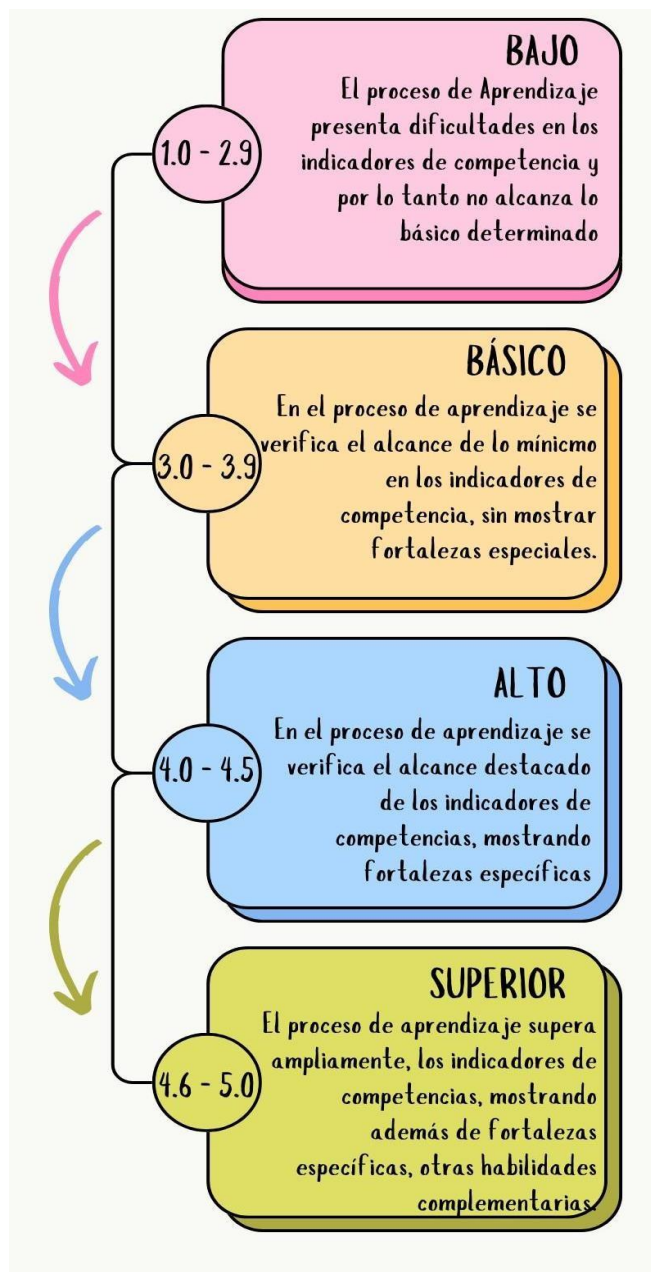 BAJO
El proceso de Aprendizaje
presenta dificultades en los
indicadores de competencia y
por lo tanto no alcanza lo
básico determinado
1.0 - 2.9
BÁSICO
En el proceso de aprendizaje se
verifica el alcance de lo mínicmo
en los indicadores de
competencia, sin mostrar
fortalezas especiales.
3.0 - 3.9
ALTO
En el proceso de aprendizaje se
verifica el alcance destacado
de los indicadores de
competencias, mostrando
fortalezas específicas
4.0 - 4.5
SUPERIOR
El proceso de aprendizaje supera
ampliamente, los indicadores de
competencias, mostrando
además de fortalezas
específicas, otras habilidades
complementarias.
4.6 - 5.0